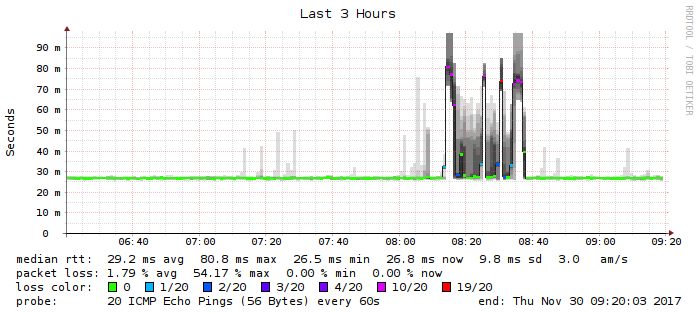 Last 3 Hours
RRDTOOL / TOBI OETIKER
Seconds
90 m
80 m
70 m
60 m
50 m
40 m
30 m
20 m
10 m
0
06:40 07:00 07:20 07:40 08:00 08:20 08:40 09:00 09:20
median rtt: 29.2 ms avg 80.8 ms max 26.5 ms min 26.8 ms now 9.8 ms sd 3.0 am/s
packet loss: 1.79 % avg 54.17 % max 0.00 % min 0.00 % now
loss color: 0 1/20 2/20 3/20 4/20 10/20 19/20
probe: 20 ICMP Echo Pings (56 Bytes) every 60s end: Thu Nov 30 09:20:03 2017